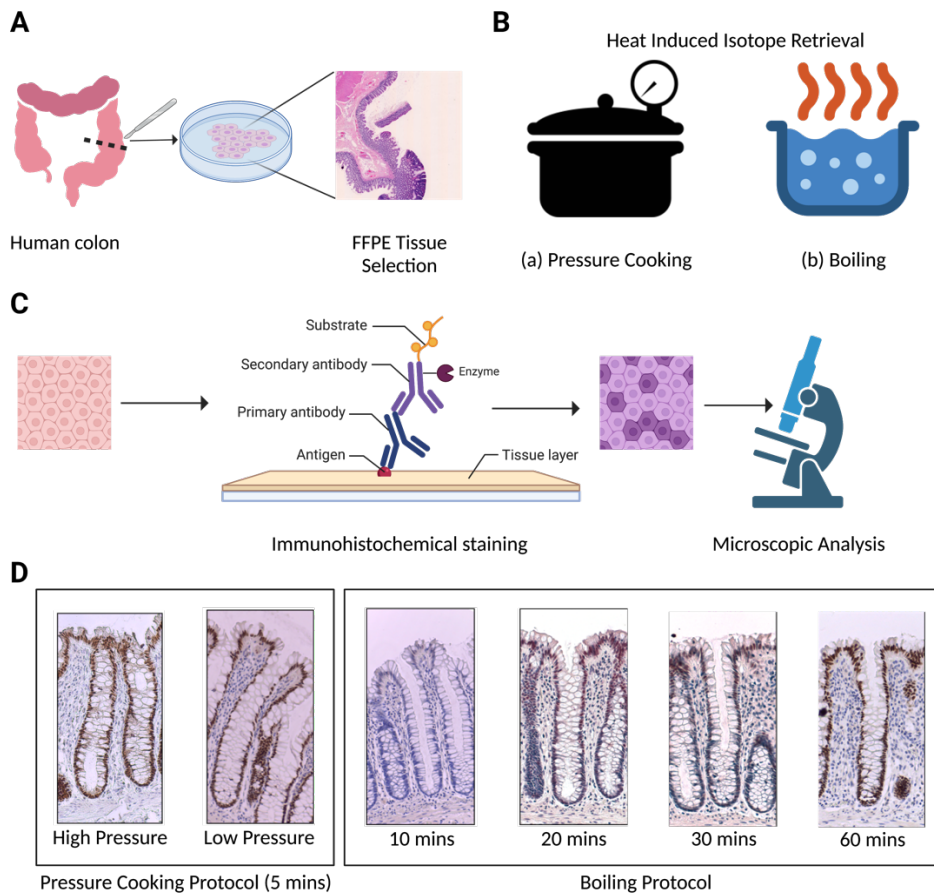 A
Human colon
FFPE Tissue
Selection
B
Heat Induced Isotope Retrieval
(a) Pressure Cooking
(b) Boiling
C
Substrate
Secondary antibody
Enzyme
Primary antibody
Antigen
Tissue layer
Immunohistochemical staining
Microscopic Analysis
D
High Pressure
Low Pressure
Pressure Cooking Protocol (5 mins)
10 mins
20 mins
30 mins
60 mins
Boiling Protocol